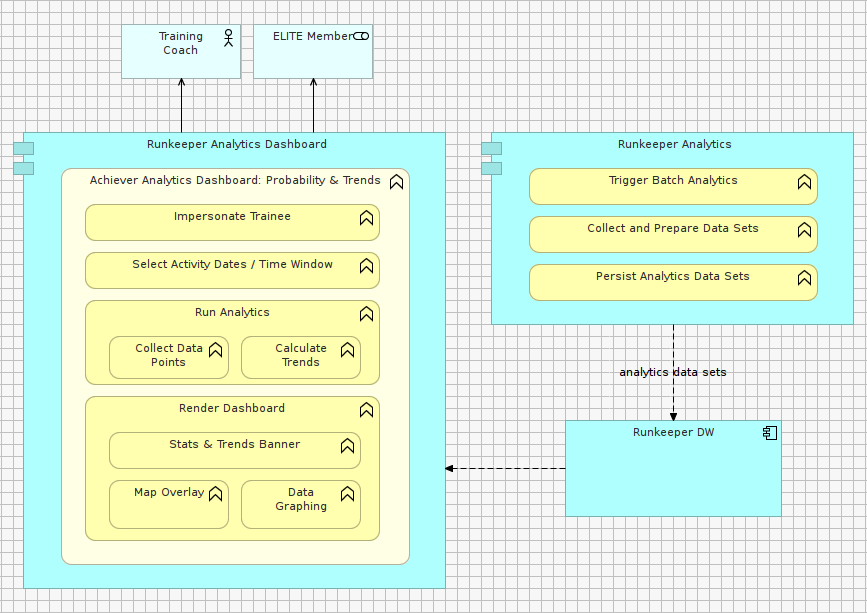 Training
Coach
ELITE Member
Runkeeper Analytics Dashboard
Achiever Analytics Dashboard: Probability & Trends
Impersonate Trainee
Select Activity Dates / Time Window
Run Analytics
Collect Data
Points
Calculate
Trends
Render Dashboard
Stats & Trends Banner
Map Overlay
Data
Graphing
Runkeeper Analytics
Trigger Batch Analytics
Collect and Prepare Data Sets
Persist Analytics Data Sets
analytics data sets
Runkeeper DW